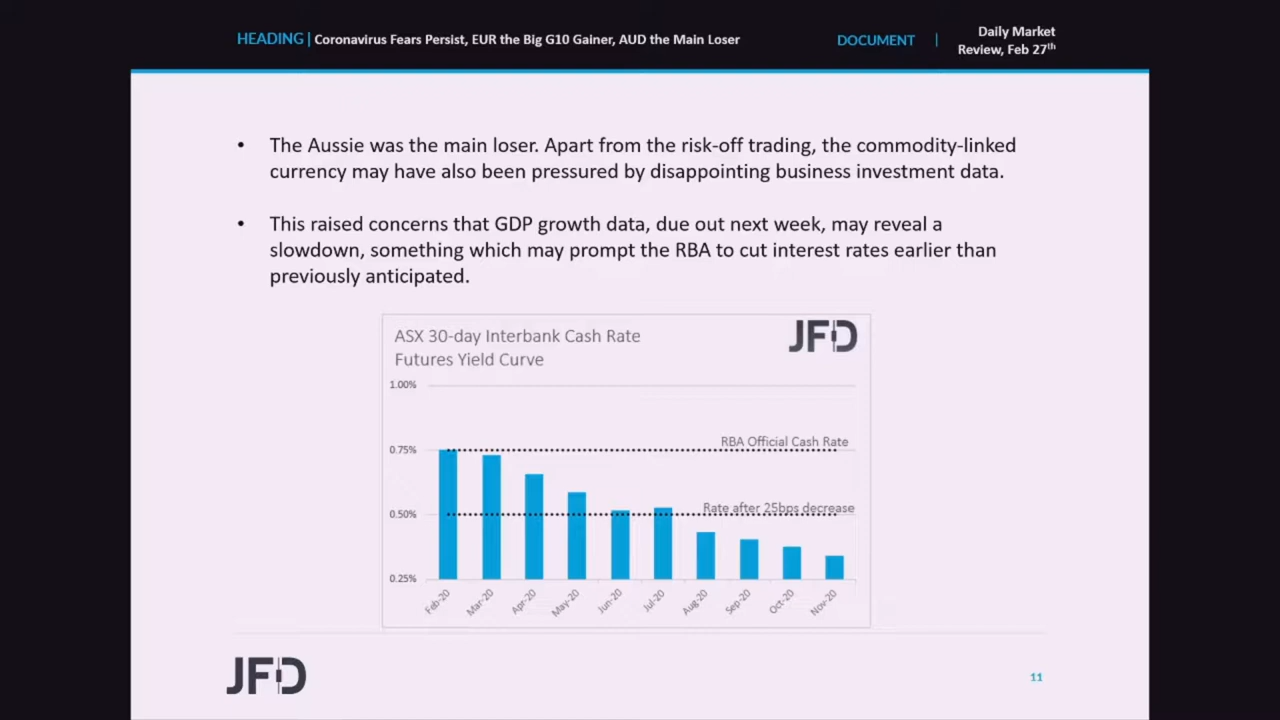 HEADING | Coronavirus Fears Persist, EUR the Big G10 Gainer, AUD the Main Loser
DOCUMENT | Daily Market
Review, Feb 27th
• The Aussie was the main loser. Apart from the risk-off trading, the commodity-linked
currency may have also been pressured by disappointing business investment data.
• This raised concerns that GDP growth data, due out next week, may reveal a
slowdown, something which may prompt the RBA to cut interest rates earlier than
previously anticipated.
ASX 30-day Interbank Cash Rate
Futures Yield Curve
JFD
1.00%
RBA Official Cash Rate
0.75%
Rate after 25bps decrease
0.50%
0.25%
Feb-20 Mar-20 Apr-20 May-20 Jun-20 Jul-20 Aug-20 Sep-20 Oct-20 Nov-20
JFD
11